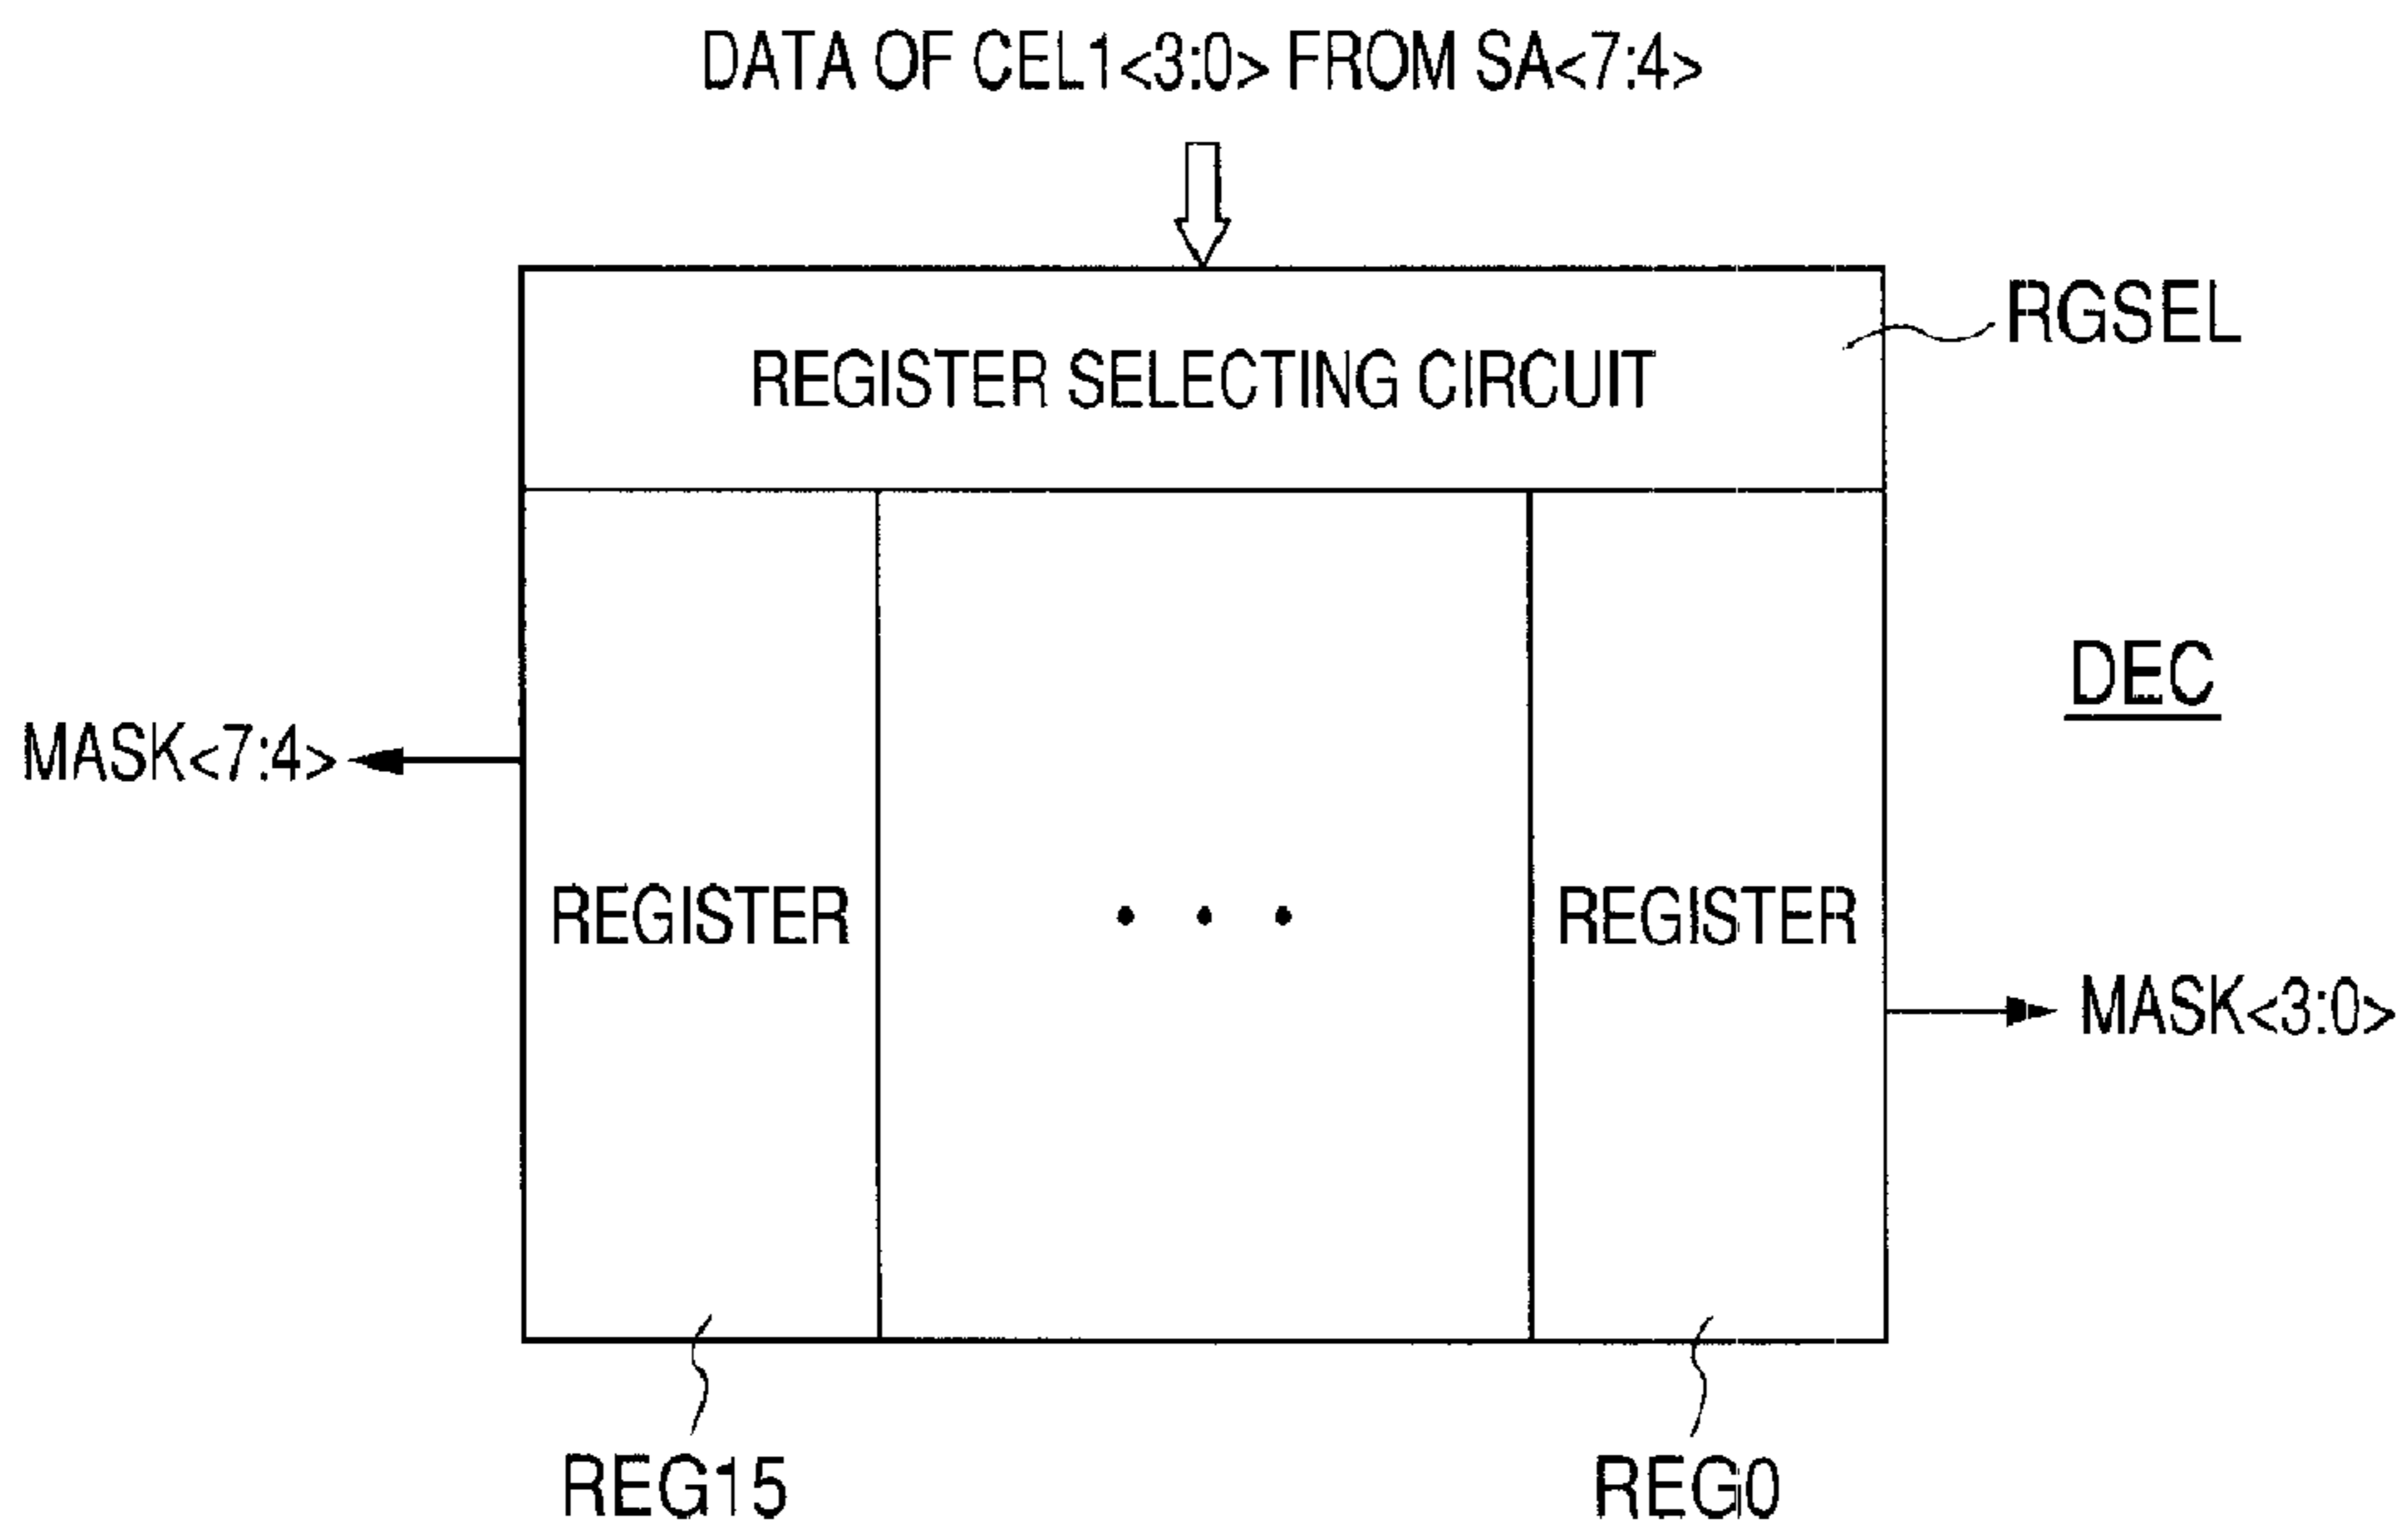 DATA OF CEL1<3:0> FROM SA<7:4>
RGSEL
REGISTER SELECTING CIRCUIT
DEC
MASK<7:4>
REGISTER
• • •
REGISTER
MASK<3:0>
REG15
REG0